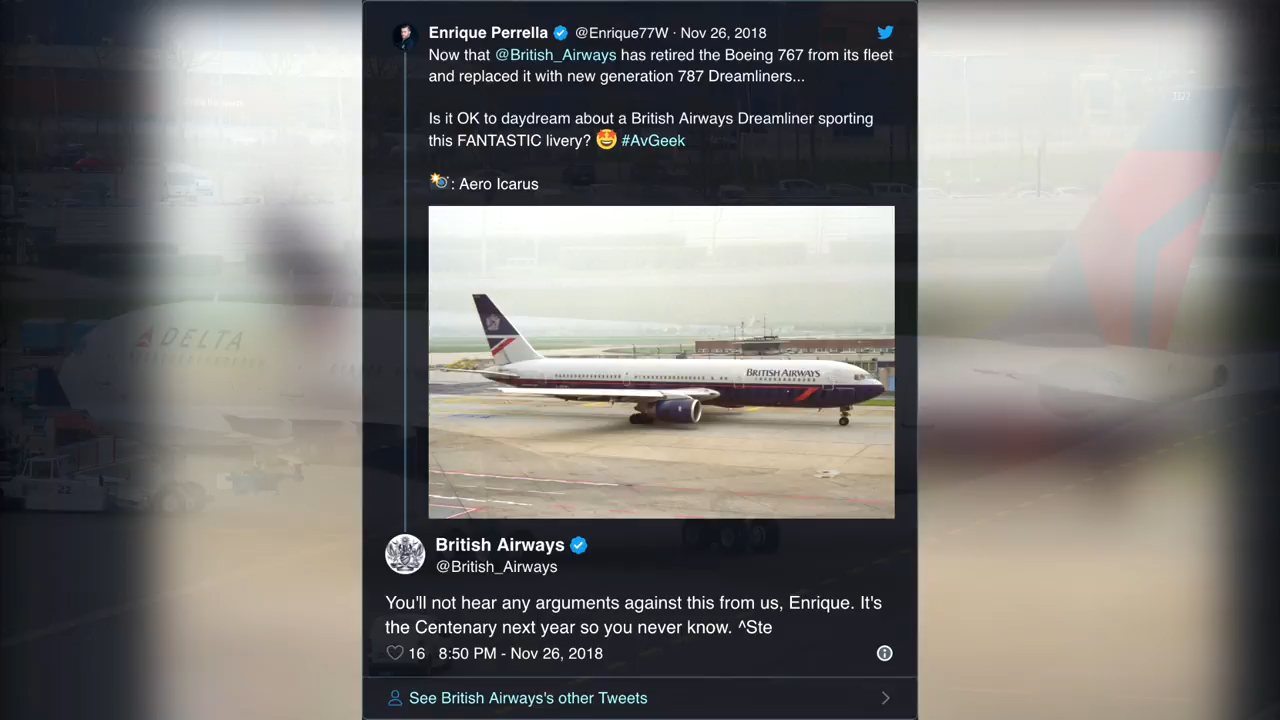 Enrique Perrella @Enrique77W · Nov 26, 2018
Now that @British_Airways has retired the Boeing 767 from its fleet
and replaced it with new generation 787 Dreamliners...
Is it OK to daydream about a British Airways Dreamliner sporting
this FANTASTIC livery? 🤩 #AvGeek
📸: Aero Icarus
BRITISH AIRWAYS
British Airways
@British_Airways
You'll not hear any arguments against this from us, Enrique. It's
the Centenary next year so you never know. ^Ste
16 8:50 PM - Nov 26, 2018
See British Airways's other Tweets
DELTA
22